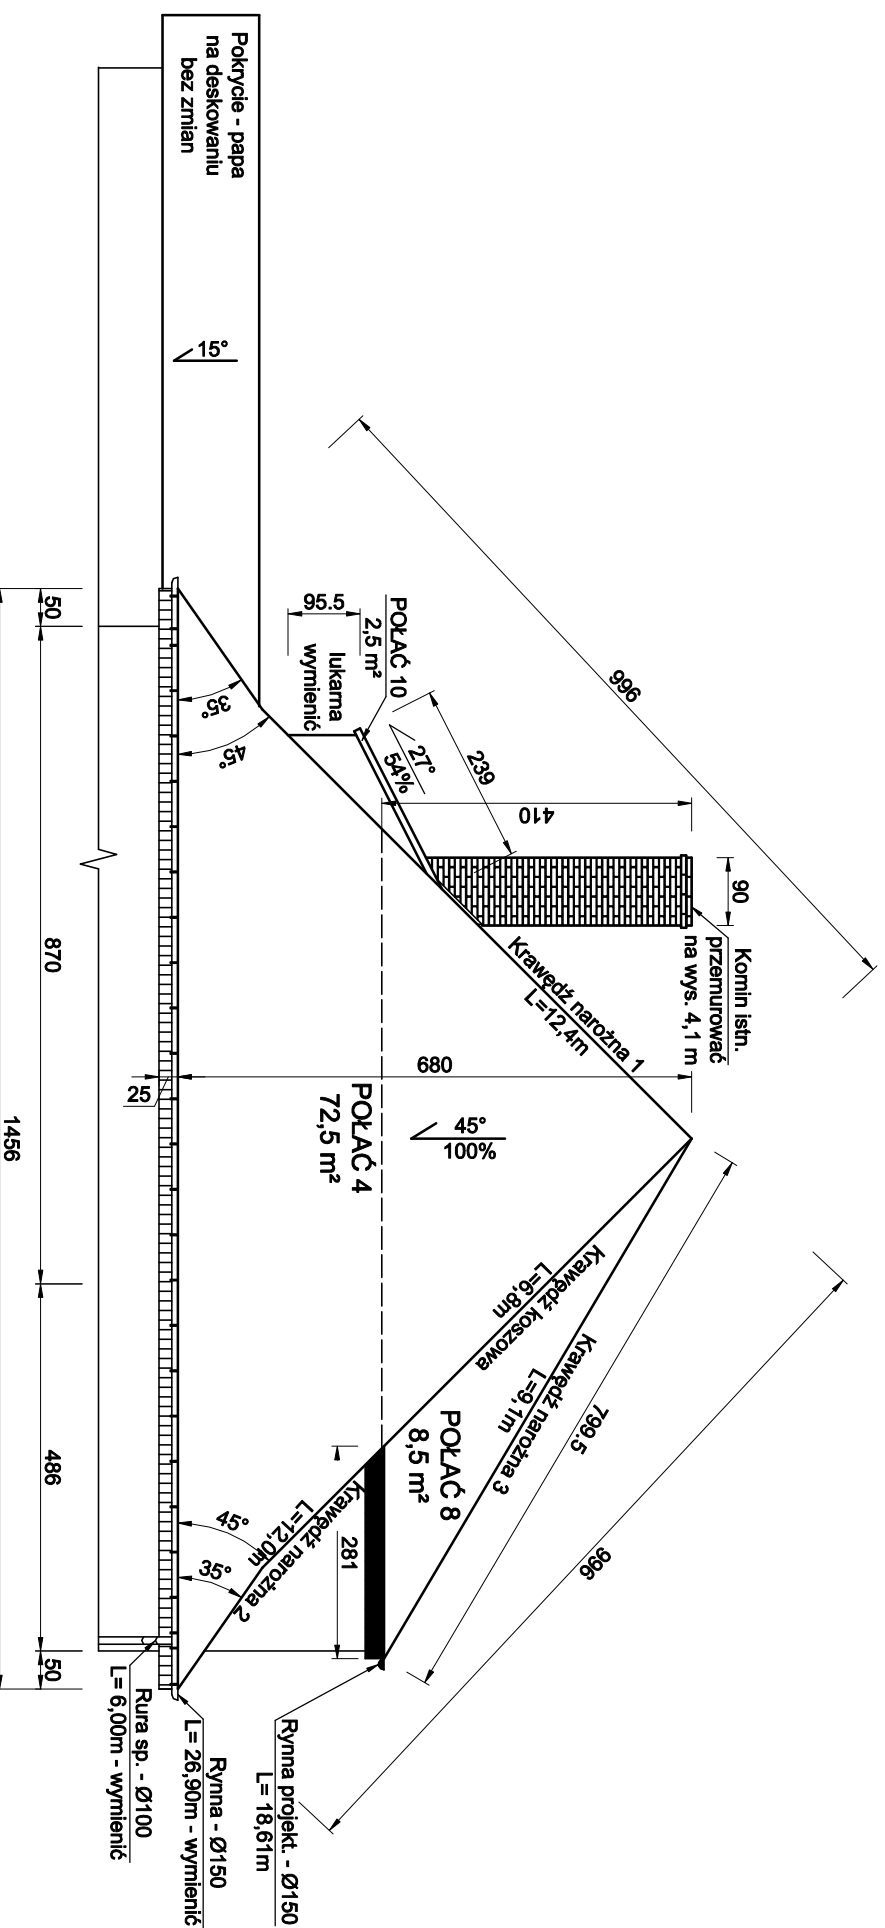 Pokrycie - papa
na deskowaniu
bez zmian
15°
996
POŁAĆ 10
2,5 m²
95.5
lukarna
wymienić
27°
54%
239
410
90
Komin istn.
przemurować
na wys. 4,1 m
35°
45°
Krawędź narożna 1
L=12,4m
680
25
POŁAĆ 4
72,5 m²
45°
100%
Krawędź koszowa
L=6,8m
Krawędź narożna 3
L=9,1m
799.5
996
POŁAĆ 8
8,5 m²
281
Krawędź narożna 2
L=12,0m
45°
35°
Rynna projekt. - Ø150
L= 18,61m
Rynna - Ø150
L= 26,90m - wymienić
Rura sp. - Ø100
L= 6,00m - wymienić
50
870
486
50
1456